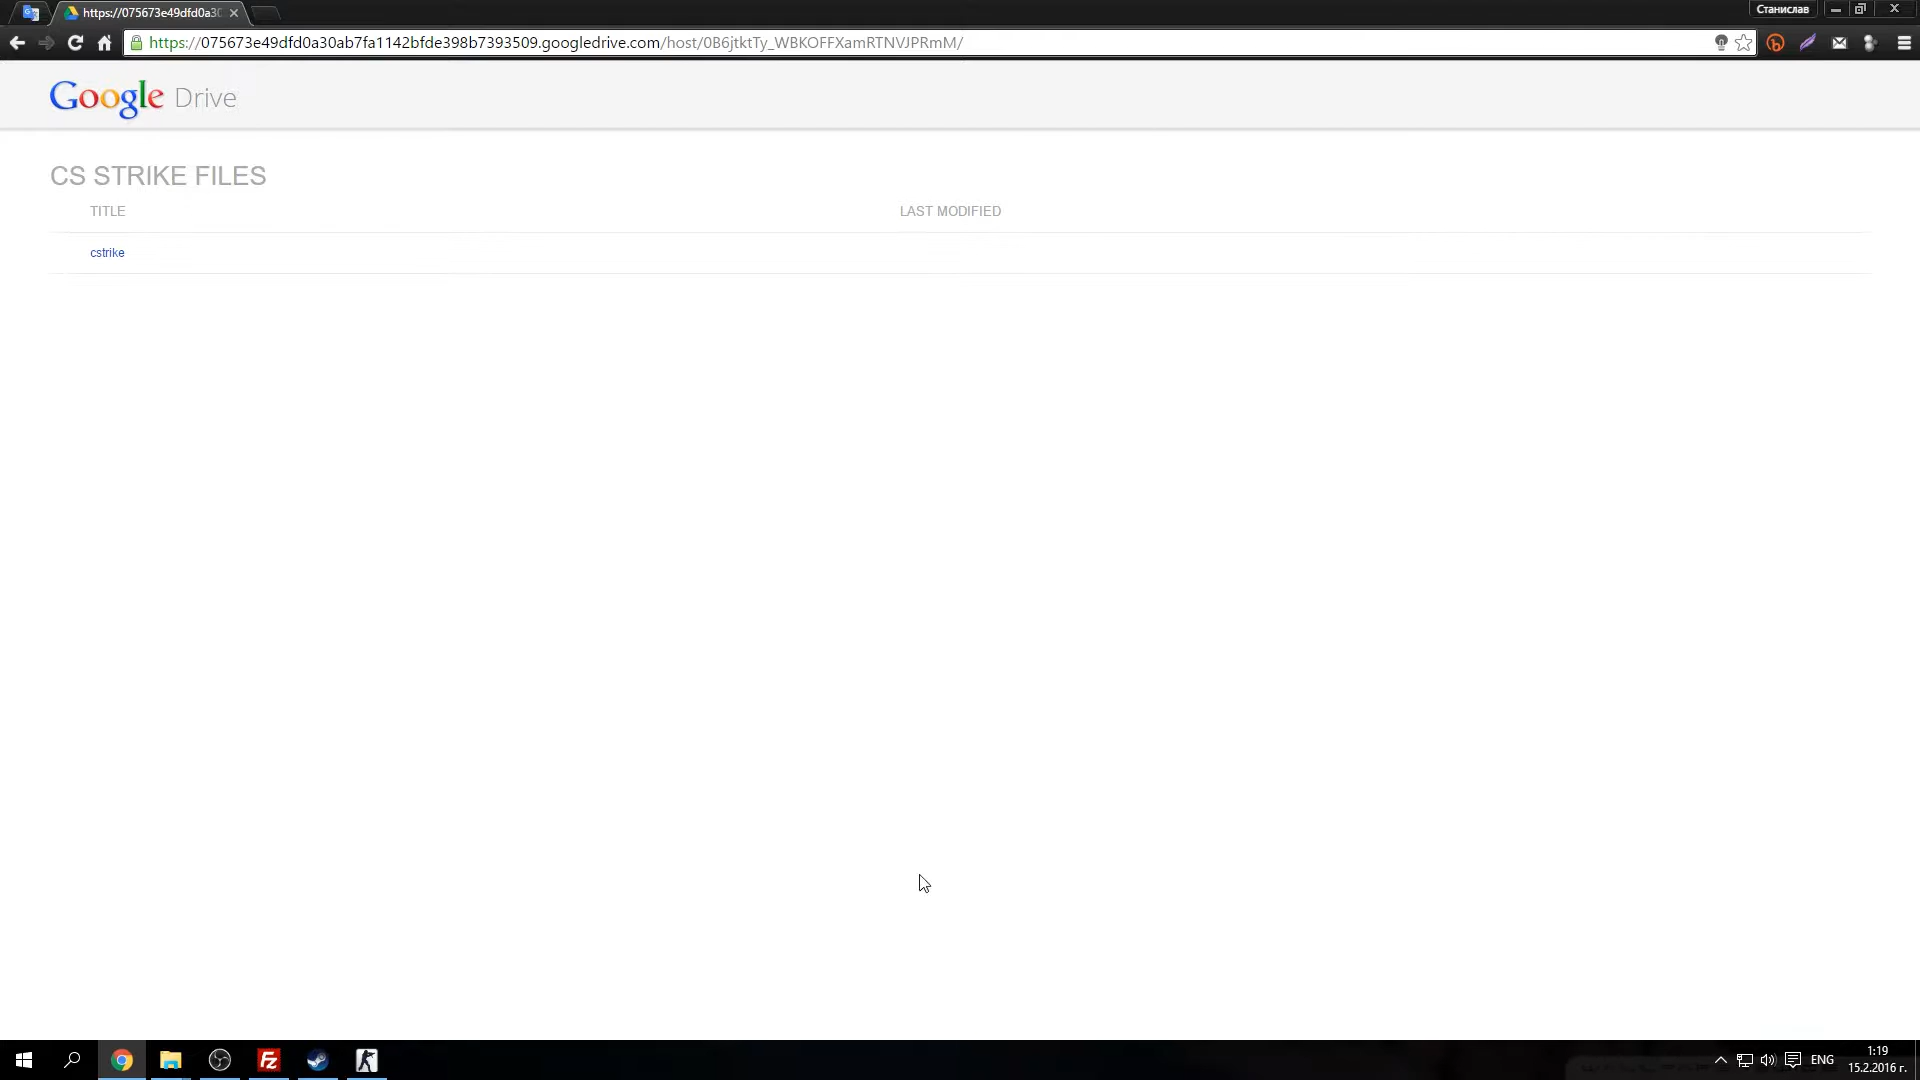 https://075673e49dfd0a30
Станислав
https://075673e49dfd0a30ab7fa1142bfde398b7393509.googledrive.com/host/0B6jtktTy_WBKOFFXamRTNVJPRmM/
Google Drive
CS STRIKE FILES
TITLE LAST MODIFIED
cstrike
ENG
1:19
15.2.2016 г.